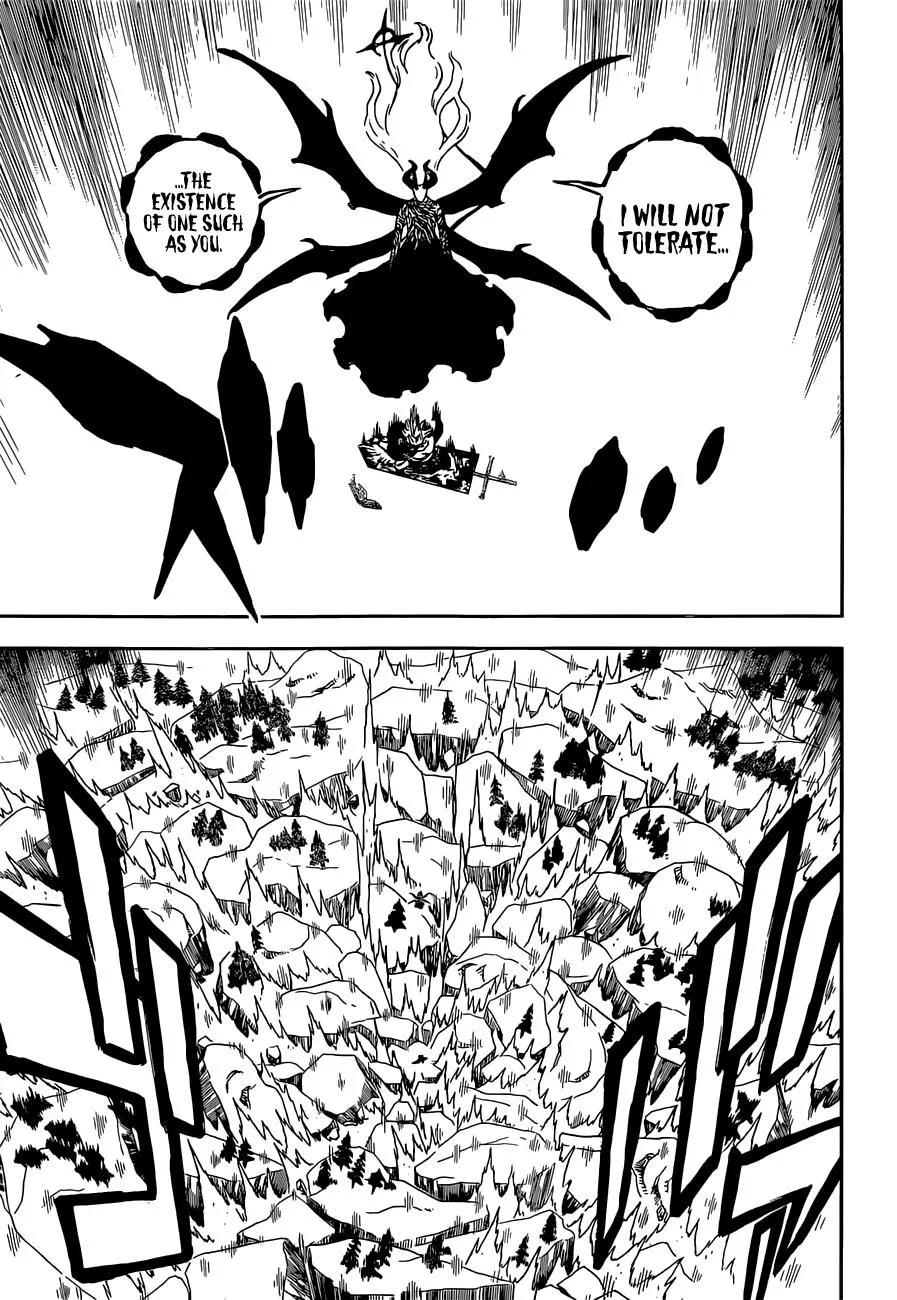 I WILL NOT
TOLERATE...
...THE
EXISTENCE
OF ONE SUCH
AS YOU.